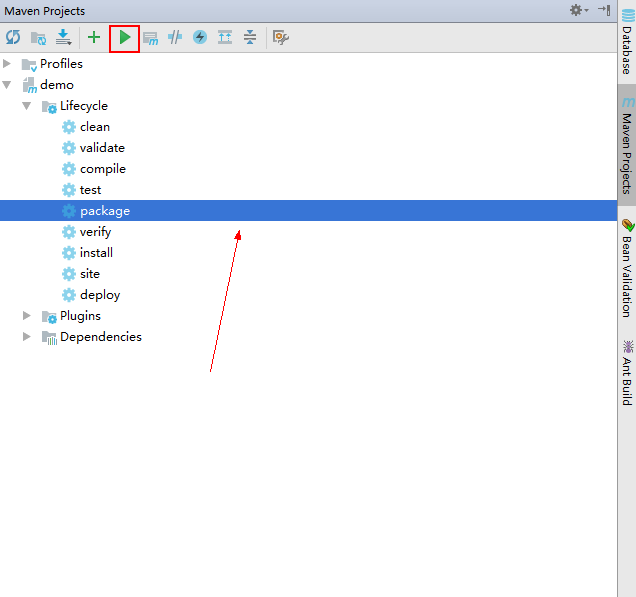 Maven Projects
Profiles
demo
Lifecycle
clean
validate
compile
test
package
verify
install
site
deploy
Plugins
Dependencies
Database
Maven Projects
Bean Validation
Ant Build